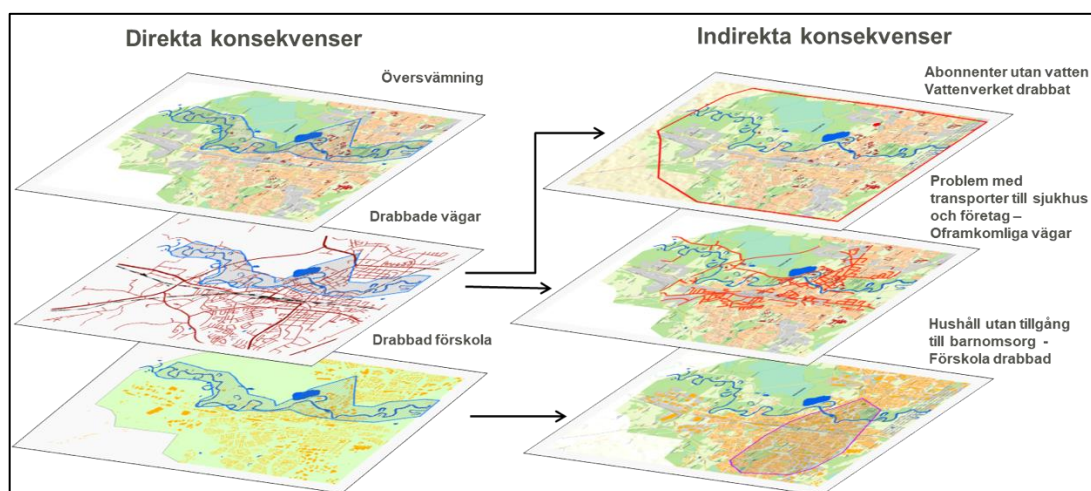 Direkta konsekvenser
Indirekta konsekvenser
Översvämning
Abonnenter utan vatten
Vattenverket drabbat
Drabbade vägar
Problem med
transporter till sjukhus
och företag –
Oframkomliga vägar
Drabbad förskola
Hushåll utan tillgång
till barnomsorg -
Förskola drabbad